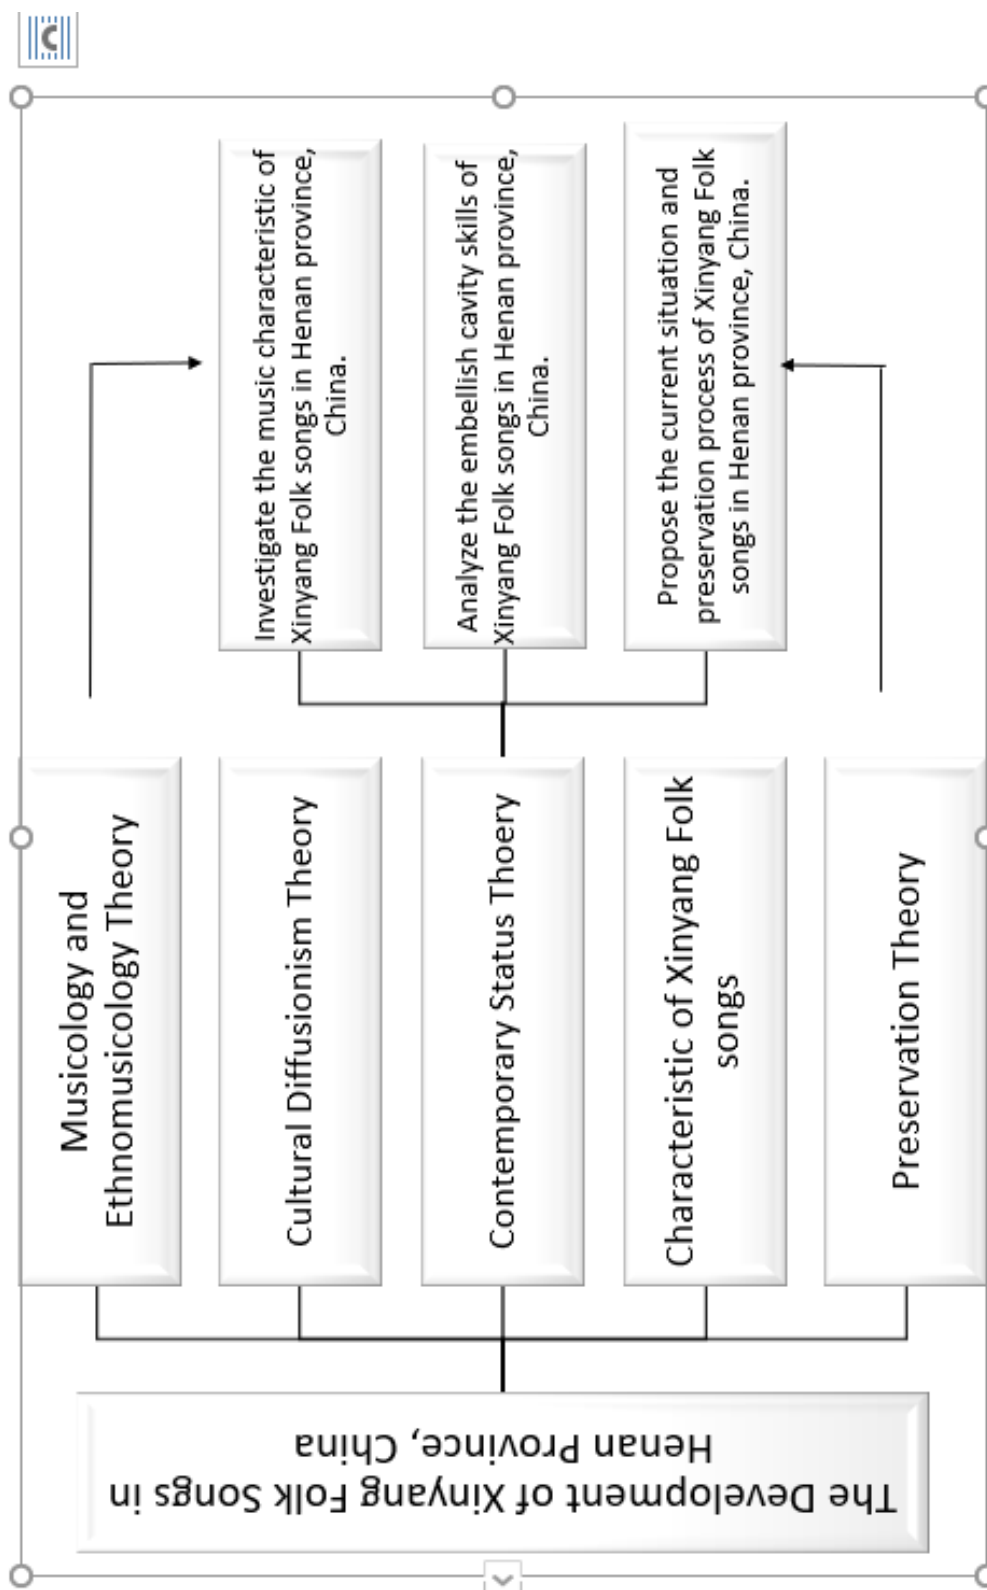 The Development of Xinyang Folk Songs in
Henan Province, China
Musicology and
Ethnomusicology Theory
Cultural Diffusionism Theory
Contemporary Status Thoery
Characteristic of Xinyang Folk
songs
Preservation Theory
Investigate the music characteristic of
Xinyang Folk songs in Henan province,
China.
Analyze the embellish cavity skills of
Xinyang Folk songs in Henan province,
China.
Propose the current situation and
preservation process of Xinyang Folk
songs in Henan province, China.